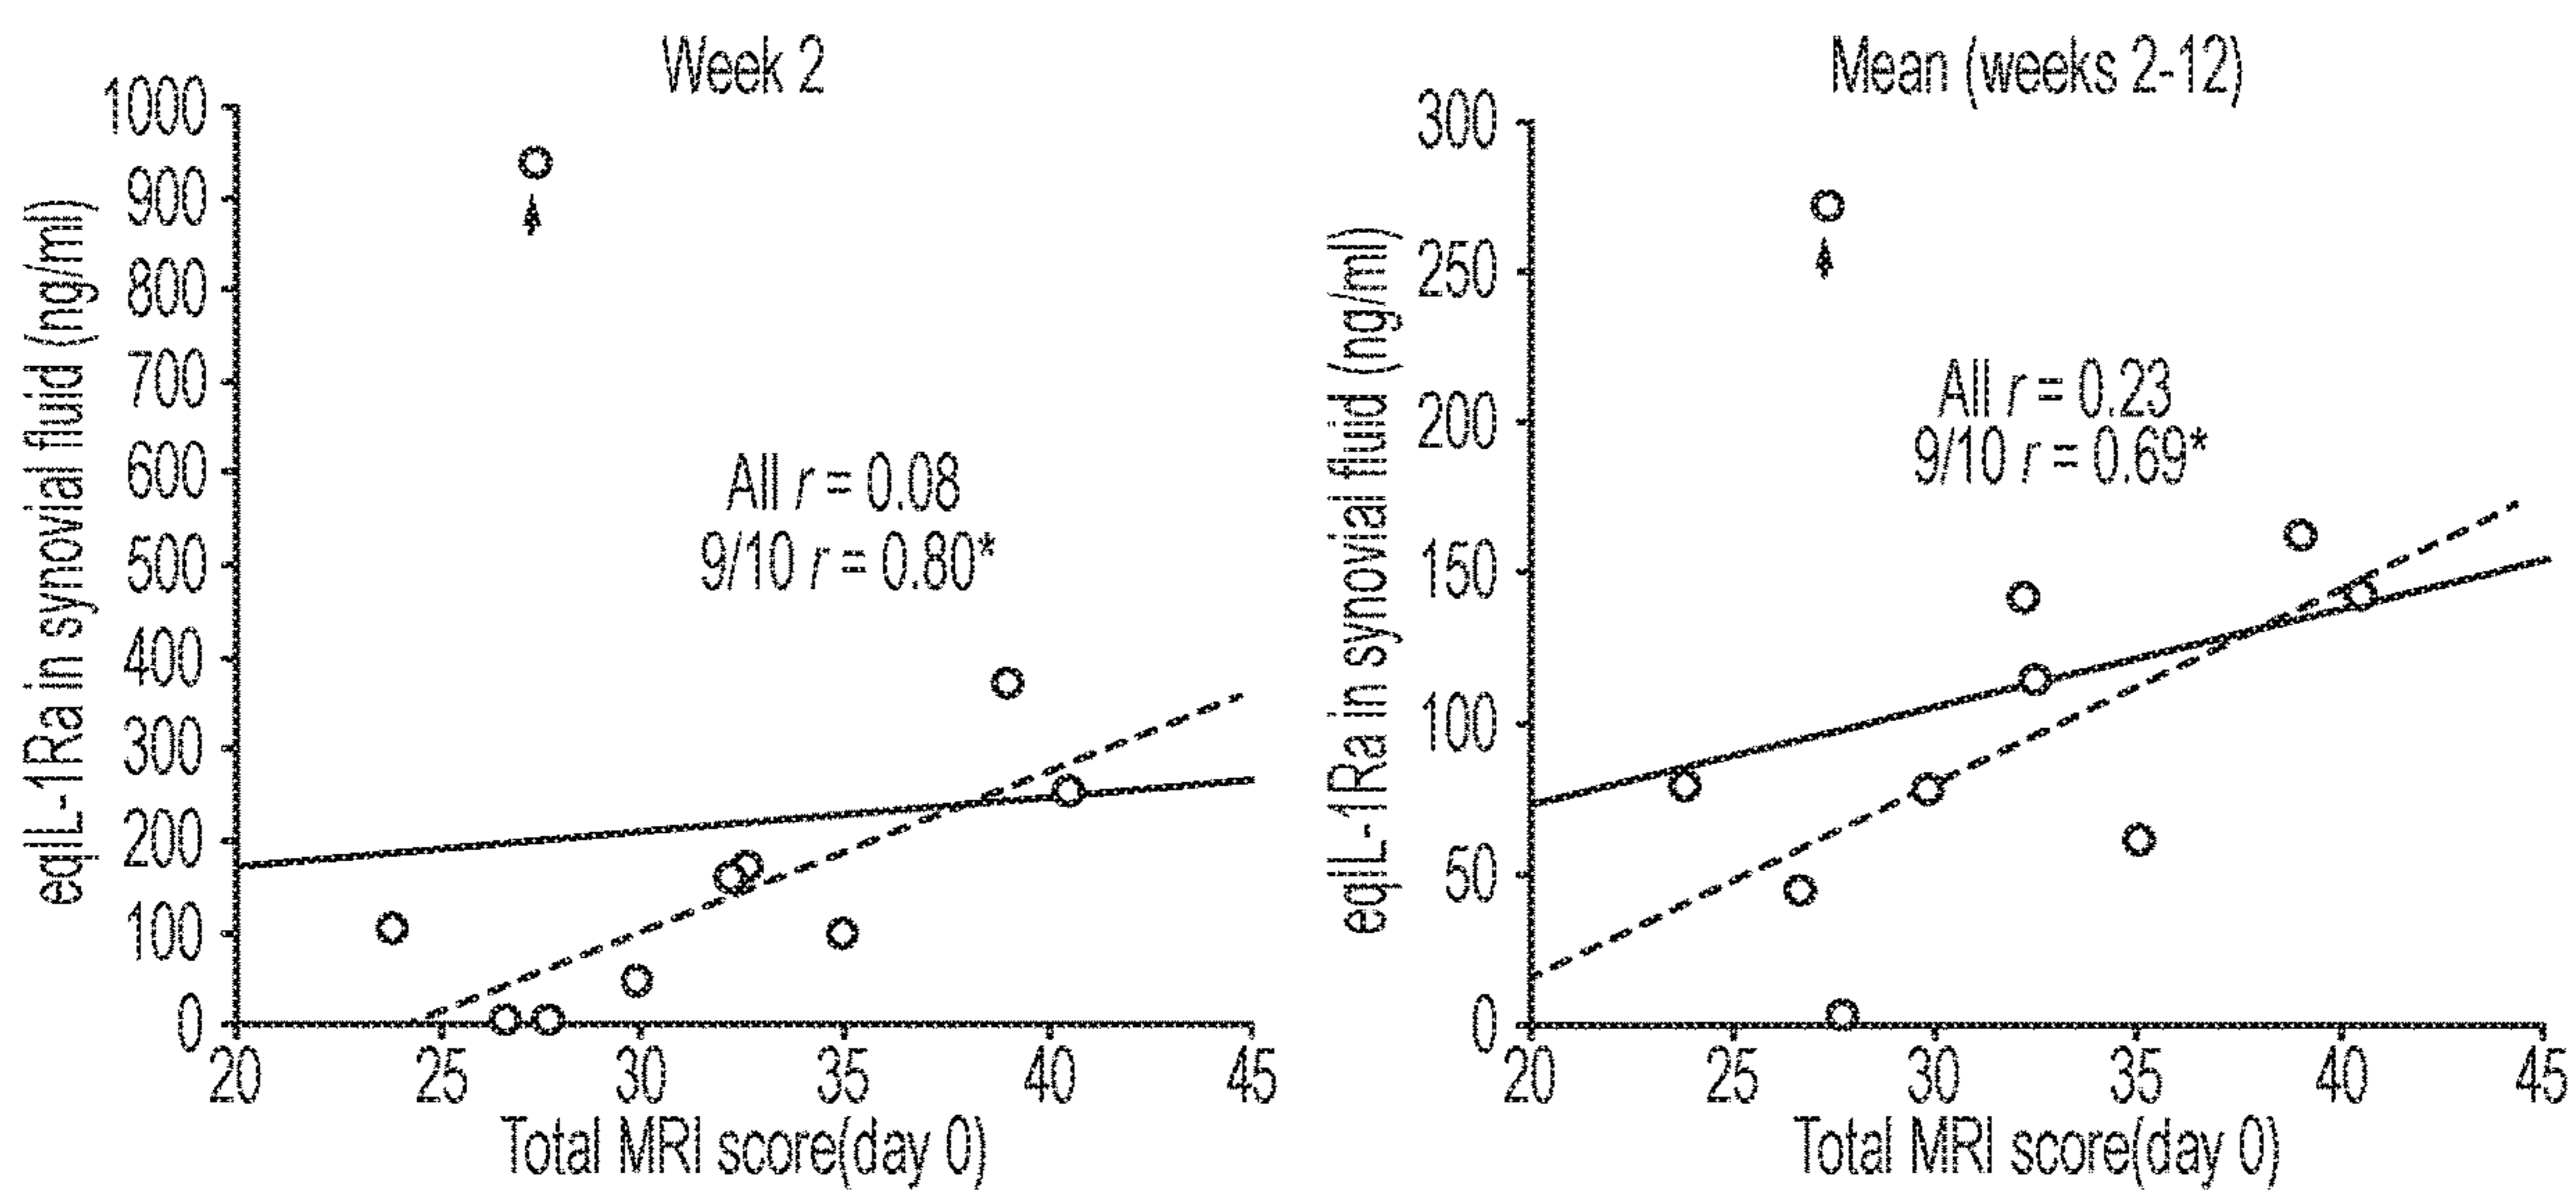 Week 2
eqIL-1Ra in synovial fluid (ng/ml)
1000
900
800
700
600
500
400
300
200
100
0
All r = 0.08
9/10 r = 0.80*
20 25 30 35 40 45
Total MRI score(day 0)
Mean (weeks 2-12)
eqIL-1Ra in synovial fluid (ng/ml)
300
250
200
150
100
50
0
All r = 0.23
9/10 r = 0.69*
20 25 30 35 40 45
Total MRI score(day 0)